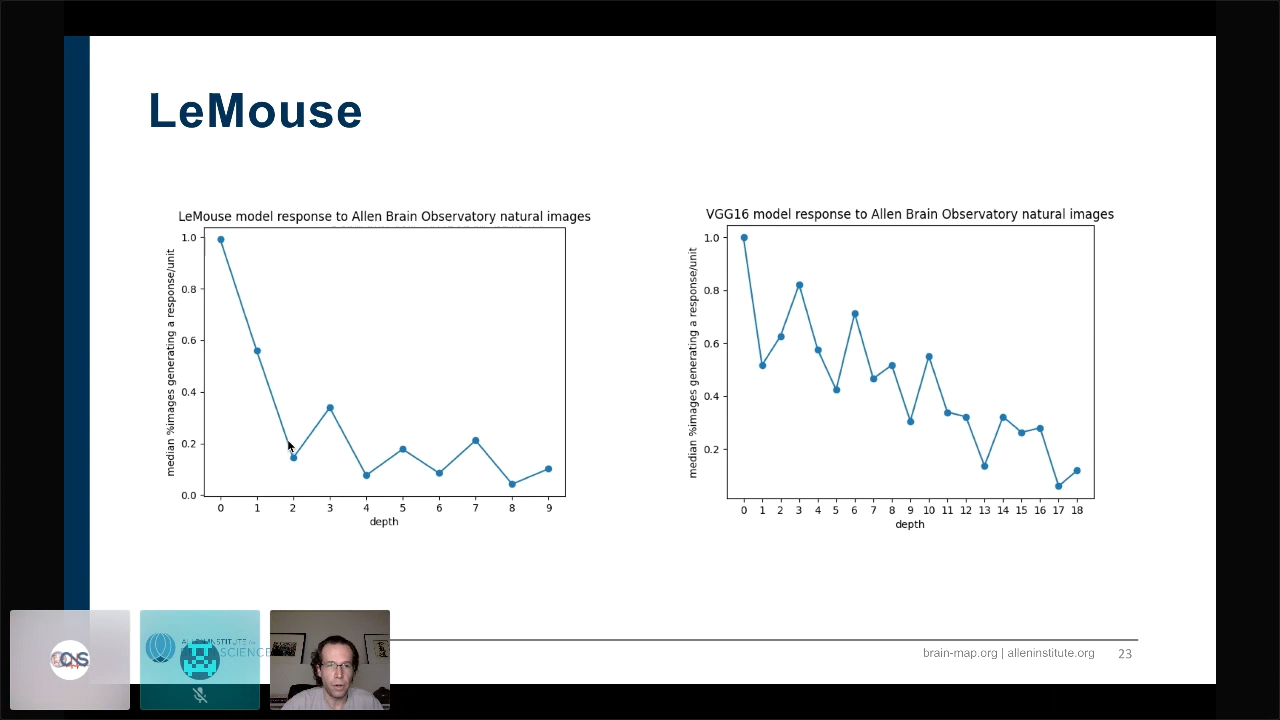 LeMouse
LeMouse model response to Allen Brain Observatory natural images
median %images generating a response/unit
1.0
0.8
0.6
0.4
0.2
0.0
0 1 2 3 4 5 6 7 8 9
depth
VGG16 model response to Allen Brain Observatory natural images
median %images generating a response/unit
1.0
0.8
0.6
0.4
0.2
0 1 2 3 4 5 6 7 8 9 10 11 12 13 14 15 16 17 18
depth
ALLEN INSTITUTE for
SCIENCE
brain-map.org | alleninstitute.org 23